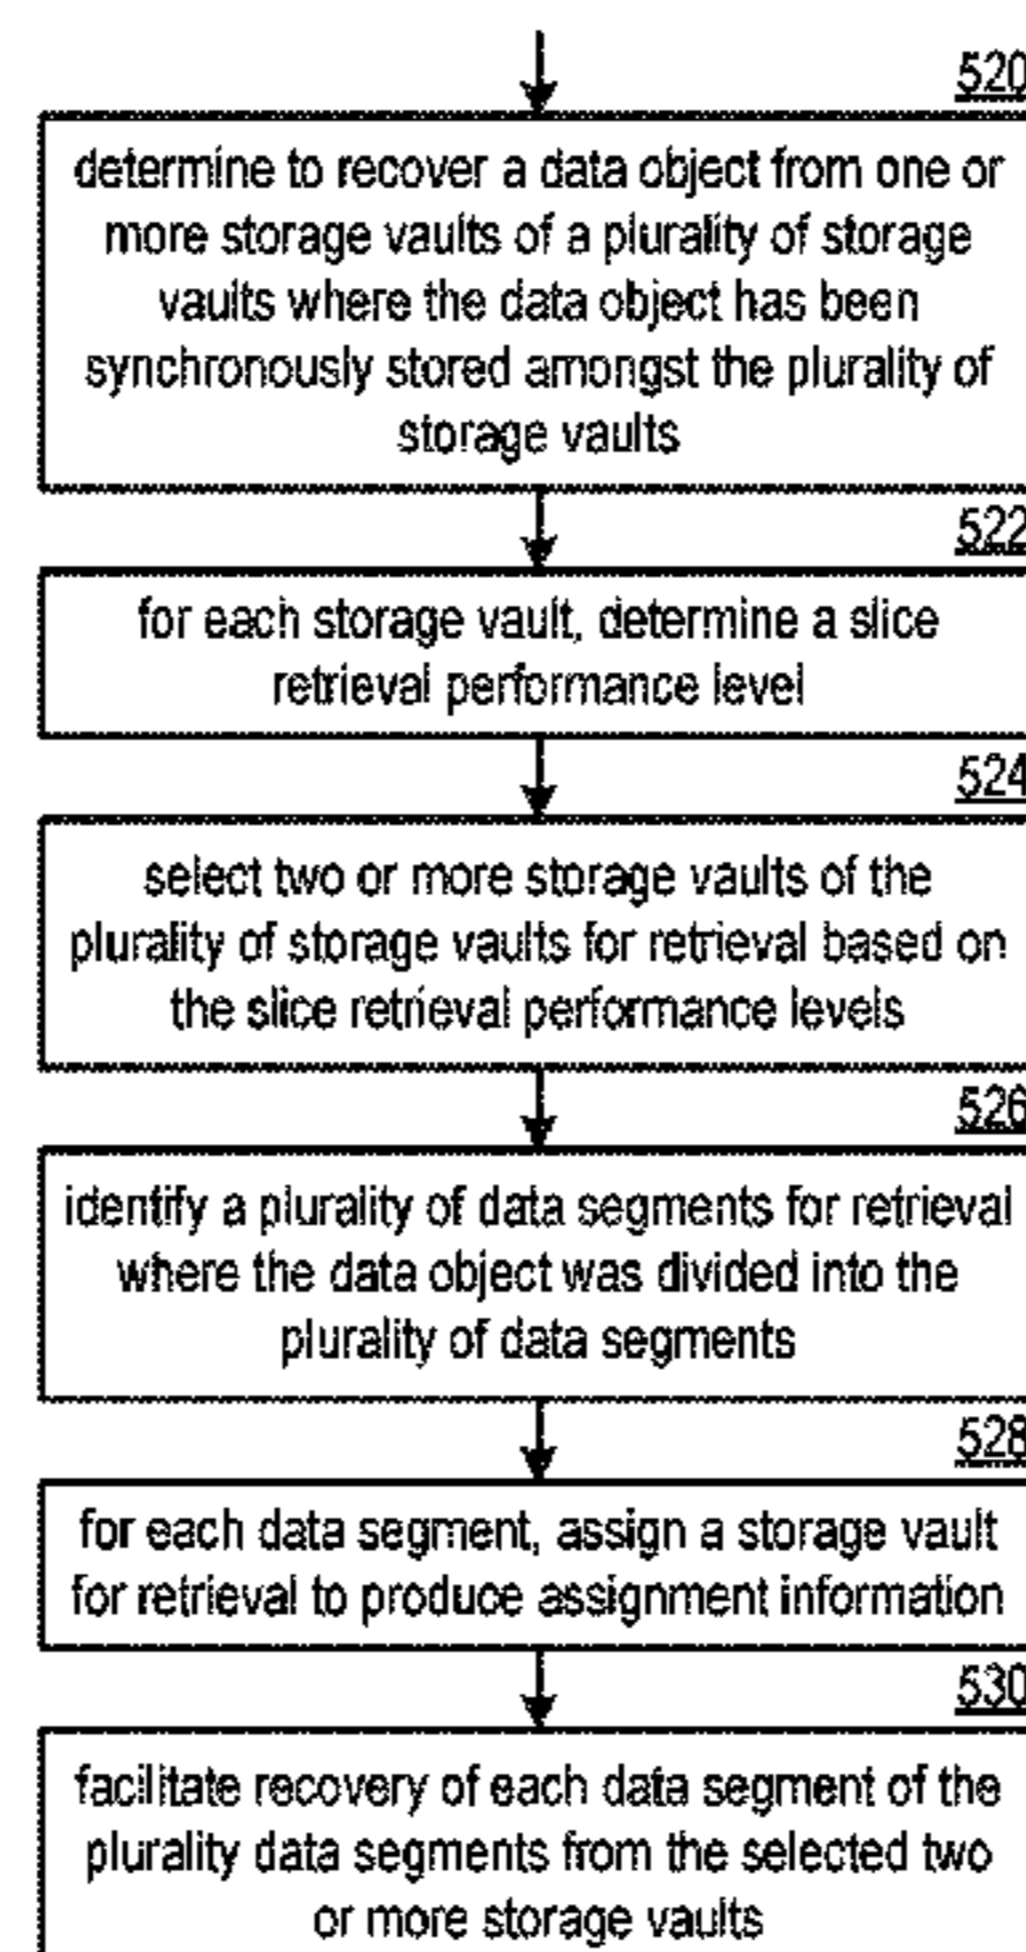 520
determine to recover a data object from one or
more storage vaults of a plurality of storage
vaults where the data object has been
synchronously stored amongst the plurality of
storage vaults
522
for each storage vault, determine a slice
retrieval performance level
524
select two or more storage vaults of the
plurality of storage vaults for retrieval based on
the slice retrieval performance levels
526
identify a plurality of data segments for retrieval
where the data object was divided into the
plurality of data segments
528
for each data segment, assign a storage vault
for retrieval to produce assignment information
530
facilitate recovery of each data segment of the
plurality data segments from the selected two
or more storage vaults